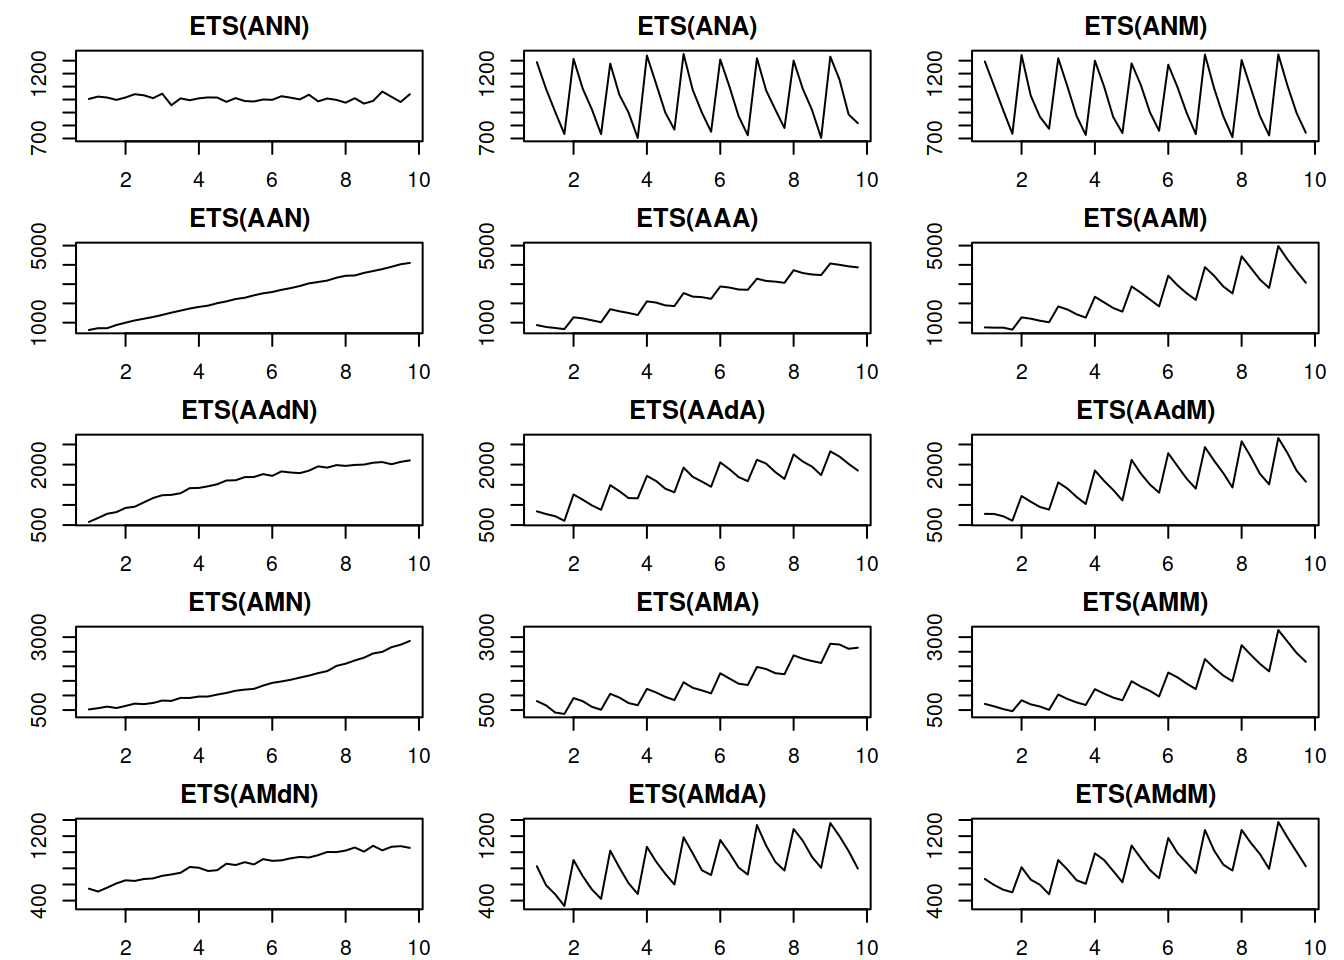 ETS(ANN) ETS(ANA) ETS(ANM)
700 1200 700 1200 700 1200
2 4 6 8 10 2 4 6 8 10 2 4 6 8 10
ETS(AAN) ETS(AAA) ETS(AAM)
1000 5000 1000 5000 1000 5000
2 4 6 8 10 2 4 6 8 10 2 4 6 8 10
ETS(AAdN) ETS(AAdA) ETS(AAdM)
500 2000 500 2000 500 2000
2 4 6 8 10 2 4 6 8 10 2 4 6 8 10
ETS(AMN) ETS(AMA) ETS(AMM)
500 3000 500 3000 500 3000
2 4 6 8 10 2 4 6 8 10 2 4 6 8 10
ETS(AMdN) ETS(AMdA) ETS(AMdM)
400 1200 400 1200 400 1200
2 4 6 8 10 2 4 6 8 10 2 4 6 8 10